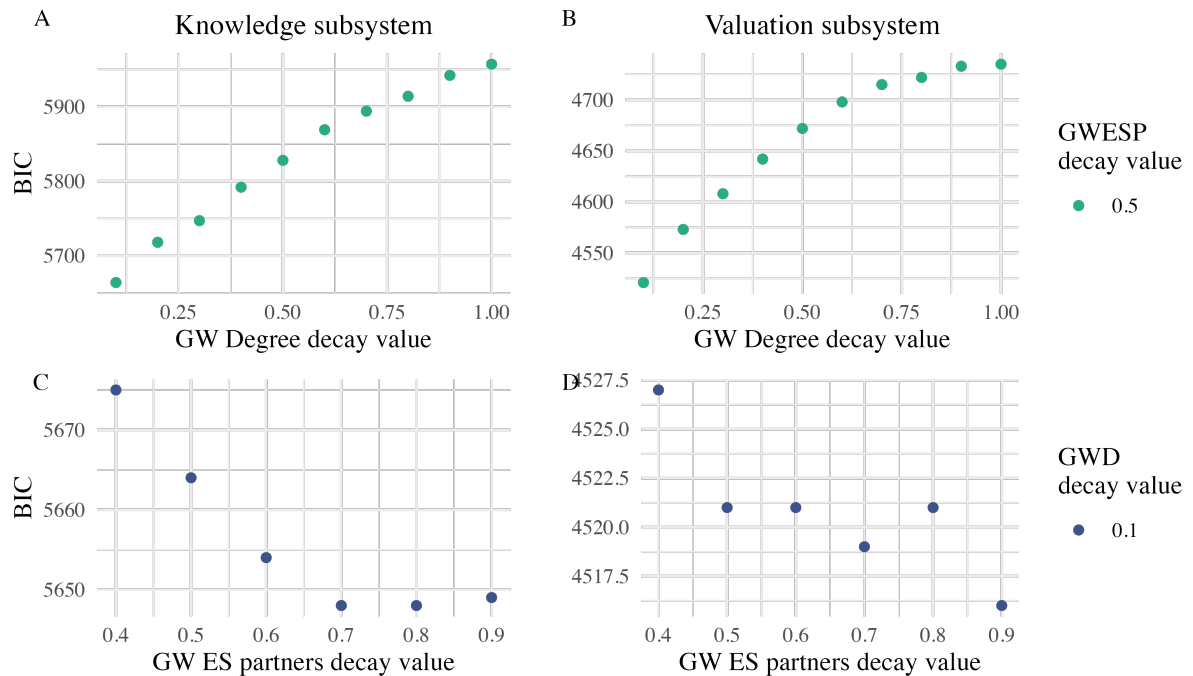 A
Knowledge subsystem
BIC
5900
5800
5700
0.25 0.50 0.75 1.00
GW Degree decay value
B
Valuation subsystem
4700
4650
4600
4550
0.25 0.50 0.75 1.00
GW Degree decay value
GWESP
decay value
0.5
C
BIC
5670
5660
5650
0.4 0.5 0.6 0.7 0.8 0.9
GW ES partners decay value
D
4527.5
4525.0
4522.5
4520.0
4517.5
0.4 0.5 0.6 0.7 0.8 0.9
GW ES partners decay value
GWD
decay value
0.1